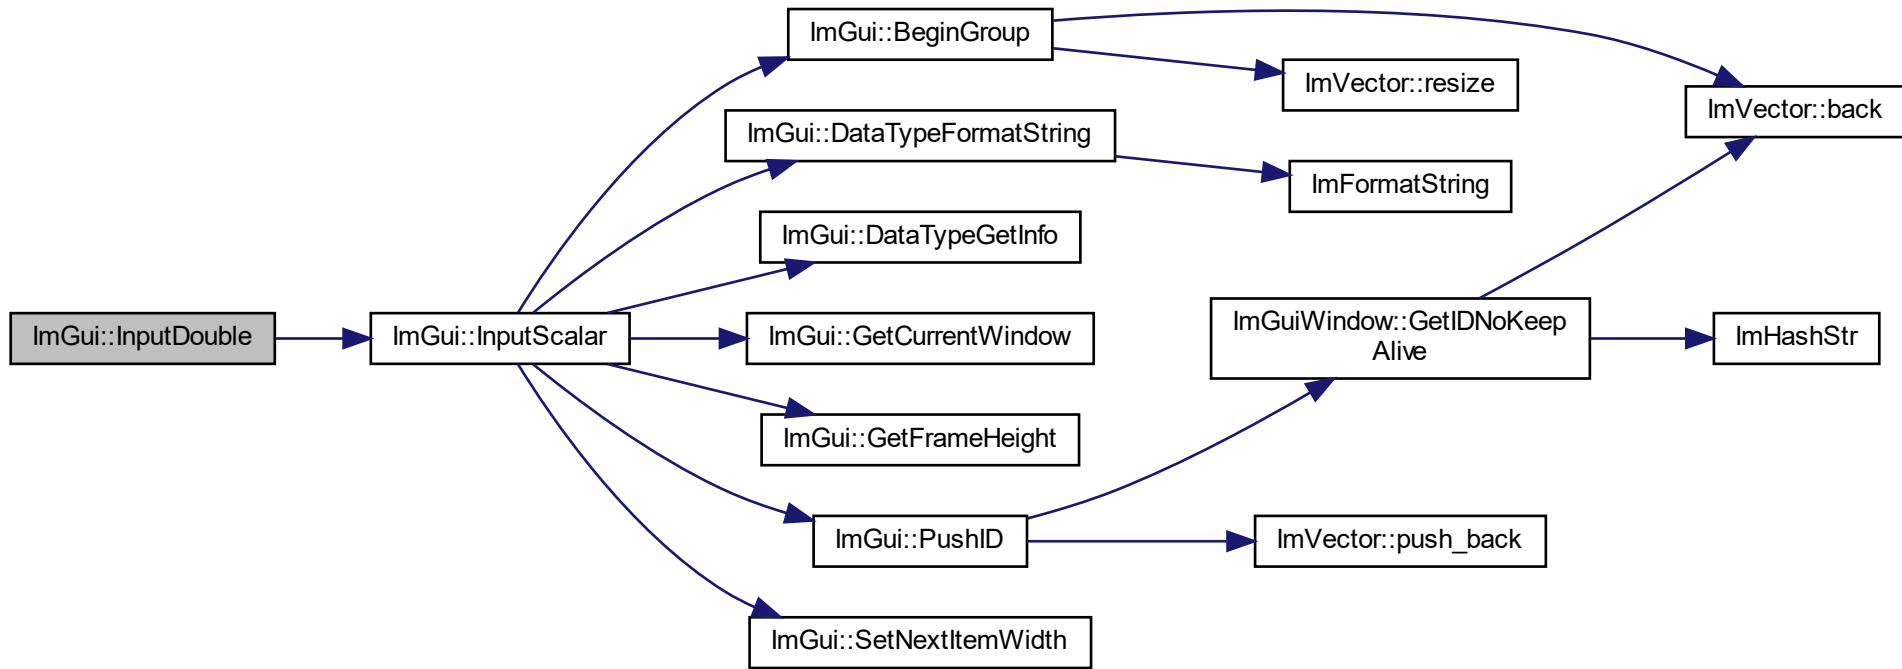 ImGui::BeginGroup
ImVector::resize
ImVector::back
ImGui::DataTypeFormatString
ImFormatString
ImGui::DataTypeGetInfo
ImGui::InputDouble
ImGui::InputScalar
ImGui::GetCurrentWindow
ImGuiWindow::GetIDNoKeep
Alive
ImHashStr
ImGui::GetFrameHeight
ImGui::PushID
ImVector::push_back
ImGui::SetNextItemWidth